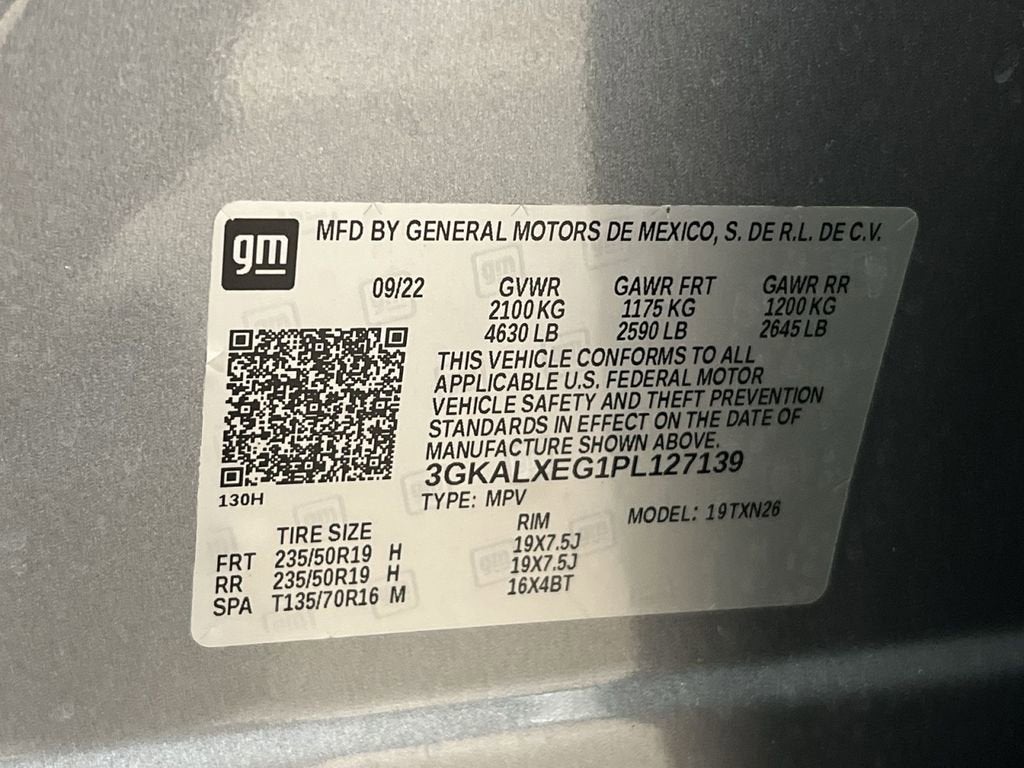 gm MFD BY GENERAL MOTORS DE MEXICO, S. DE R.L. DE C.V.
09/22 GVWR GAWR FRT GAWR RR
2100 KG 1175 KG 1200 KG
4630 LB 2590 LB 2645 LB
THIS VEHICLE CONFORMS TO ALL
APPLICABLE U.S. FEDERAL MOTOR
VEHICLE SAFETY AND THEFT PREVENTION
STANDARDS IN EFFECT ON THE DATE OF
MANUFACTURE SHOWN ABOVE.
3GKALXEG1PL127139
130H TYPE: MPV MODEL: 19TXN26
TIRE SIZE RIM
FRT 235/50R19 H 19X7.5J
RR 235/50R19 H 19X7.5J
SPA T135/70R16 M 16X4BT